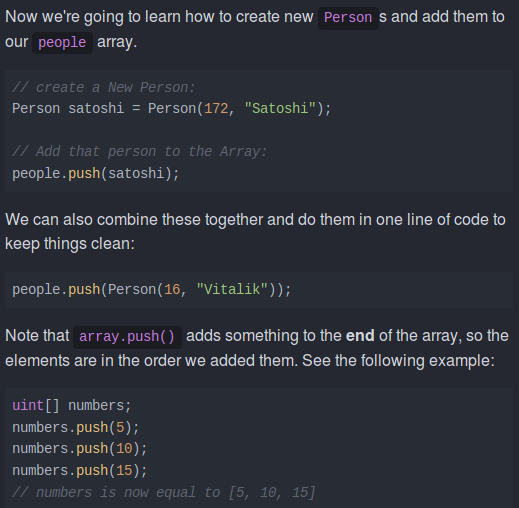 Now we're going to learn how to create new Person s and add them to
our people array.
// create a New Person:
Person satoshi = Person(172, "Satoshi");
// Add that person to the Array:
people.push(satoshi);
We can also combine these together and do them in one line of code to
keep things clean:
people.push(Person(16, "Vitalik"));
Note that array.push() adds something to the end of the array, so the
elements are in the order we added them. See the following example:
uint[] numbers;
numbers.push(5);
numbers.push(10);
numbers.push(15);
// numbers is now equal to [5, 10, 15]